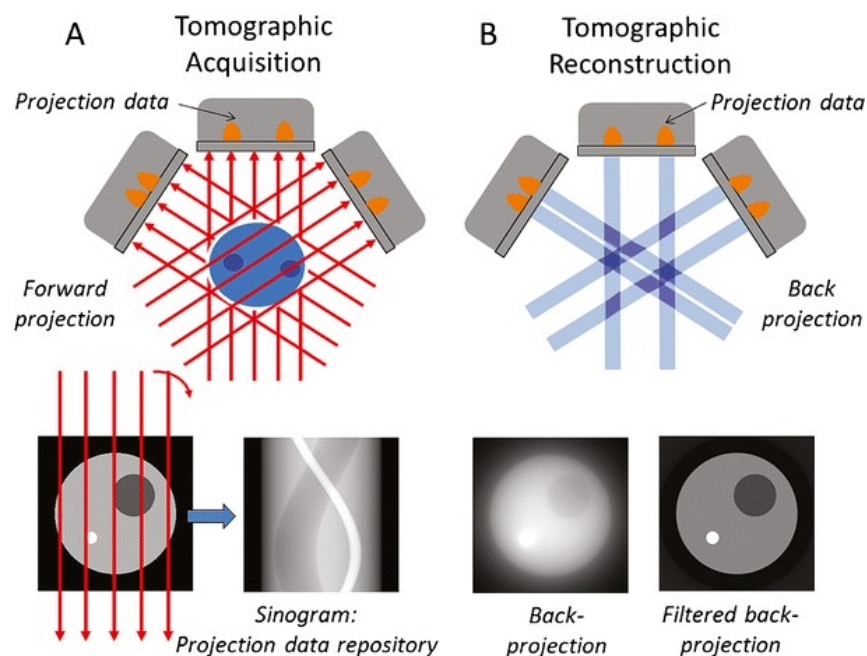 A
Tomographic
Acquisition
Projection data
Forward
projection
Sinogram:
Projection data repository
B
Tomographic
Reconstruction
Projection data
Back
projection
Back-
projection
Filtered back-
projection